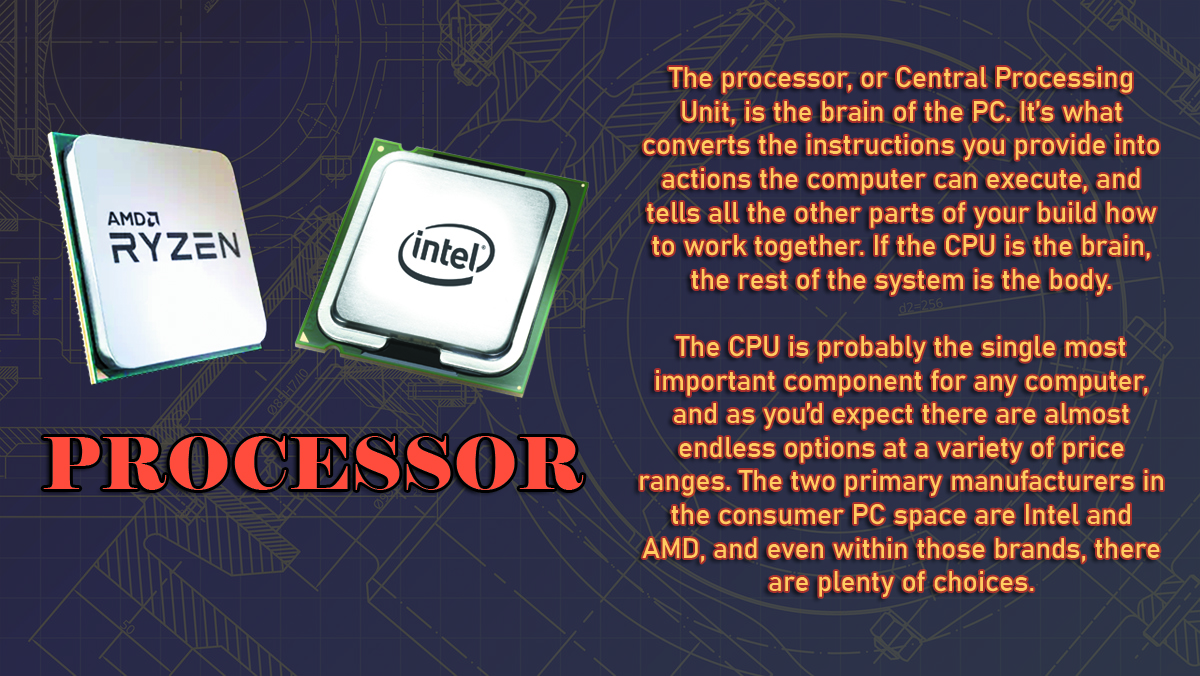 AMD
RYZEN
intel®
PROCESSOR
The processor, or Central Processing
Unit, is the brain of the PC. It's what
converts the instructions you provide into
actions the computer can execute, and
tells all the other parts of your build how
to work together. If the CPU is the brain,
the rest of the system is the body.
The CPU is probably the single most
important component for any computer,
and as you'd expect there are almost
endless options at a variety of price
ranges. The two primary manufacturers in
the consumer PC space are Intel and
AMD, and even within those brands, there
are plenty of choices.
d2=256